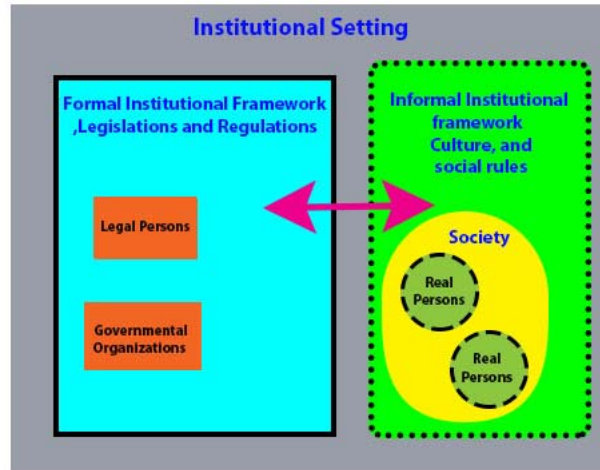 Institutional Setting
Formal Institutional Framework
,Legislations and Regulations
Legal Persons
Governmental
Organizations
Informal Institutional
framework
Culture, and
social rules
Society
Real
Persons
Real
Persons